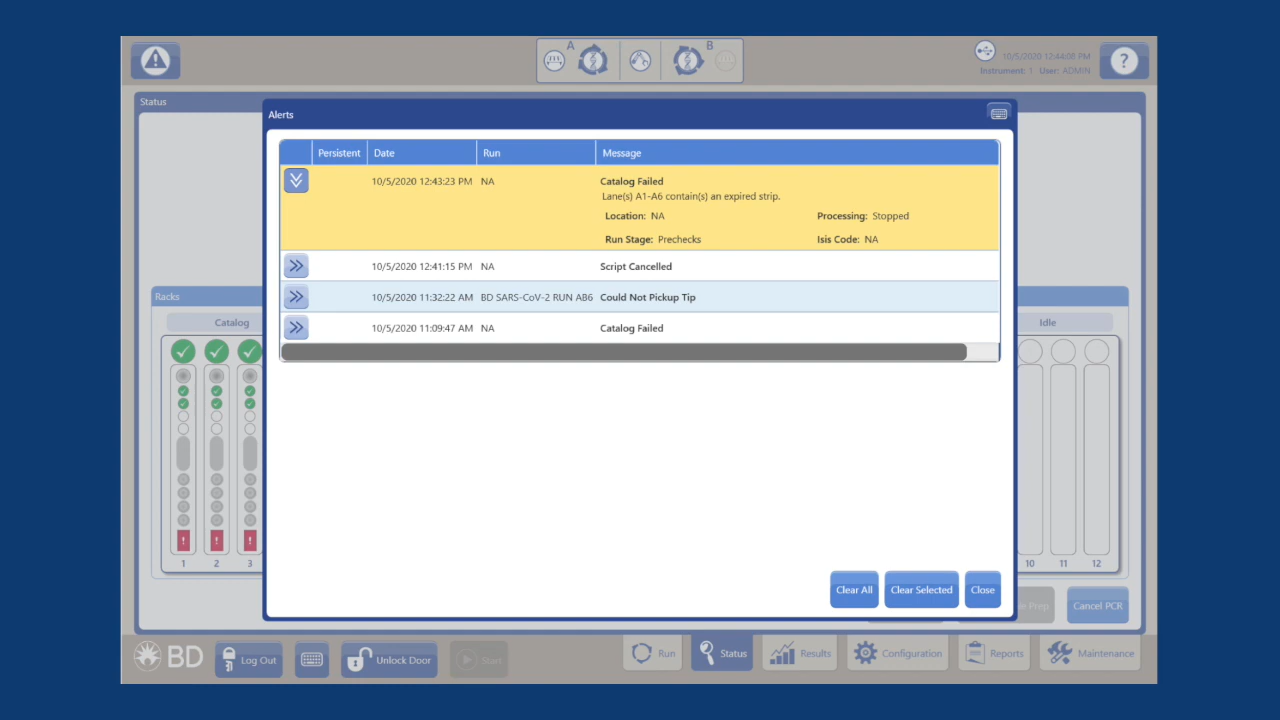 A
B
?
10/5/2020 12:44:08 PM
Instrument: 1 User: ADMIN
Status
Alerts
Persistent Date Run Message
10/5/2020 12:43:23 PM NA Catalog Failed
Lane(s) A1-A6 contain(s) an expired strip.
Location: NA Processing: Stopped
Run Stage: Prechecks Isis Code: NA
10/5/2020 12:41:15 PM NA Script Cancelled
10/5/2020 11:32:22 AM BD SARS-CoV-2 RUN AB6 Could Not Pickup Tip
10/5/2020 11:09:47 AM NA Catalog Failed
Racks
Catalog Idle
! ! !
1 2 3 10 11 12
Clear All Clear Selected Close
Prep Cancel PCR
BD Log Out Unlock Door Start Run Status Results Configuration Reports Maintenance